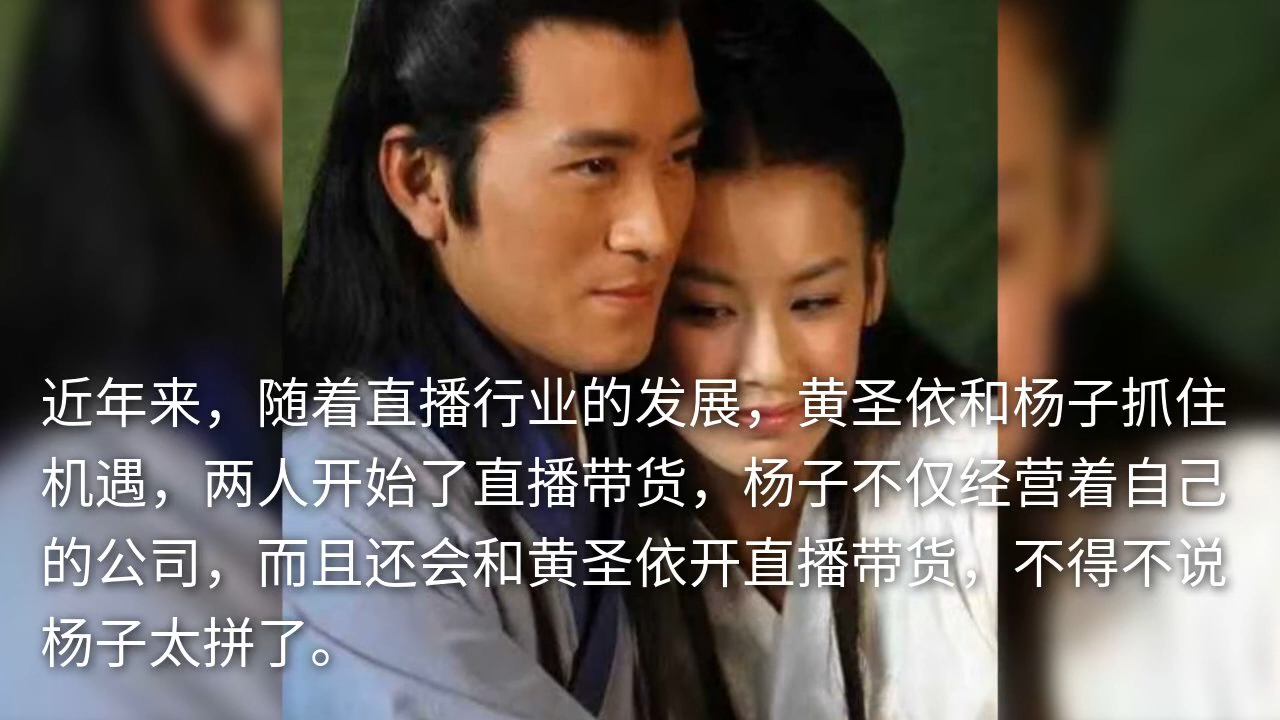 近年来，随着直播行业的发展，黄圣依和杨子抓住
机遇，两人开始了直播带货，杨子不仅经营着自己
的公司，而且还会和黄圣依开直播带货，不得不说
杨子太拼了。